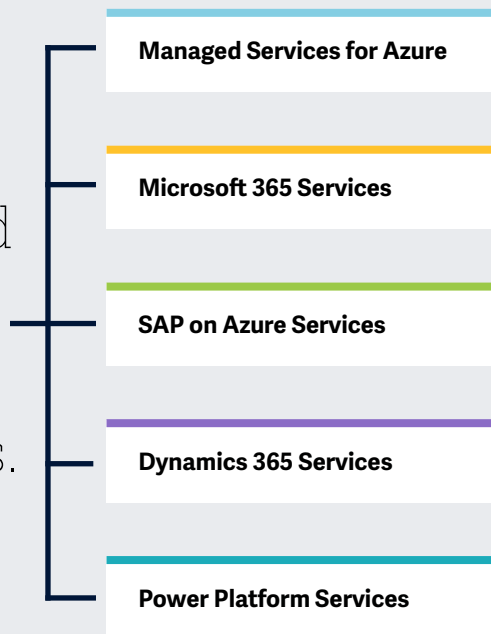 Managed Services for Azure
Microsoft 365 Services
SAP on Azure Services
Dynamics 365 Services
Power Platform Services